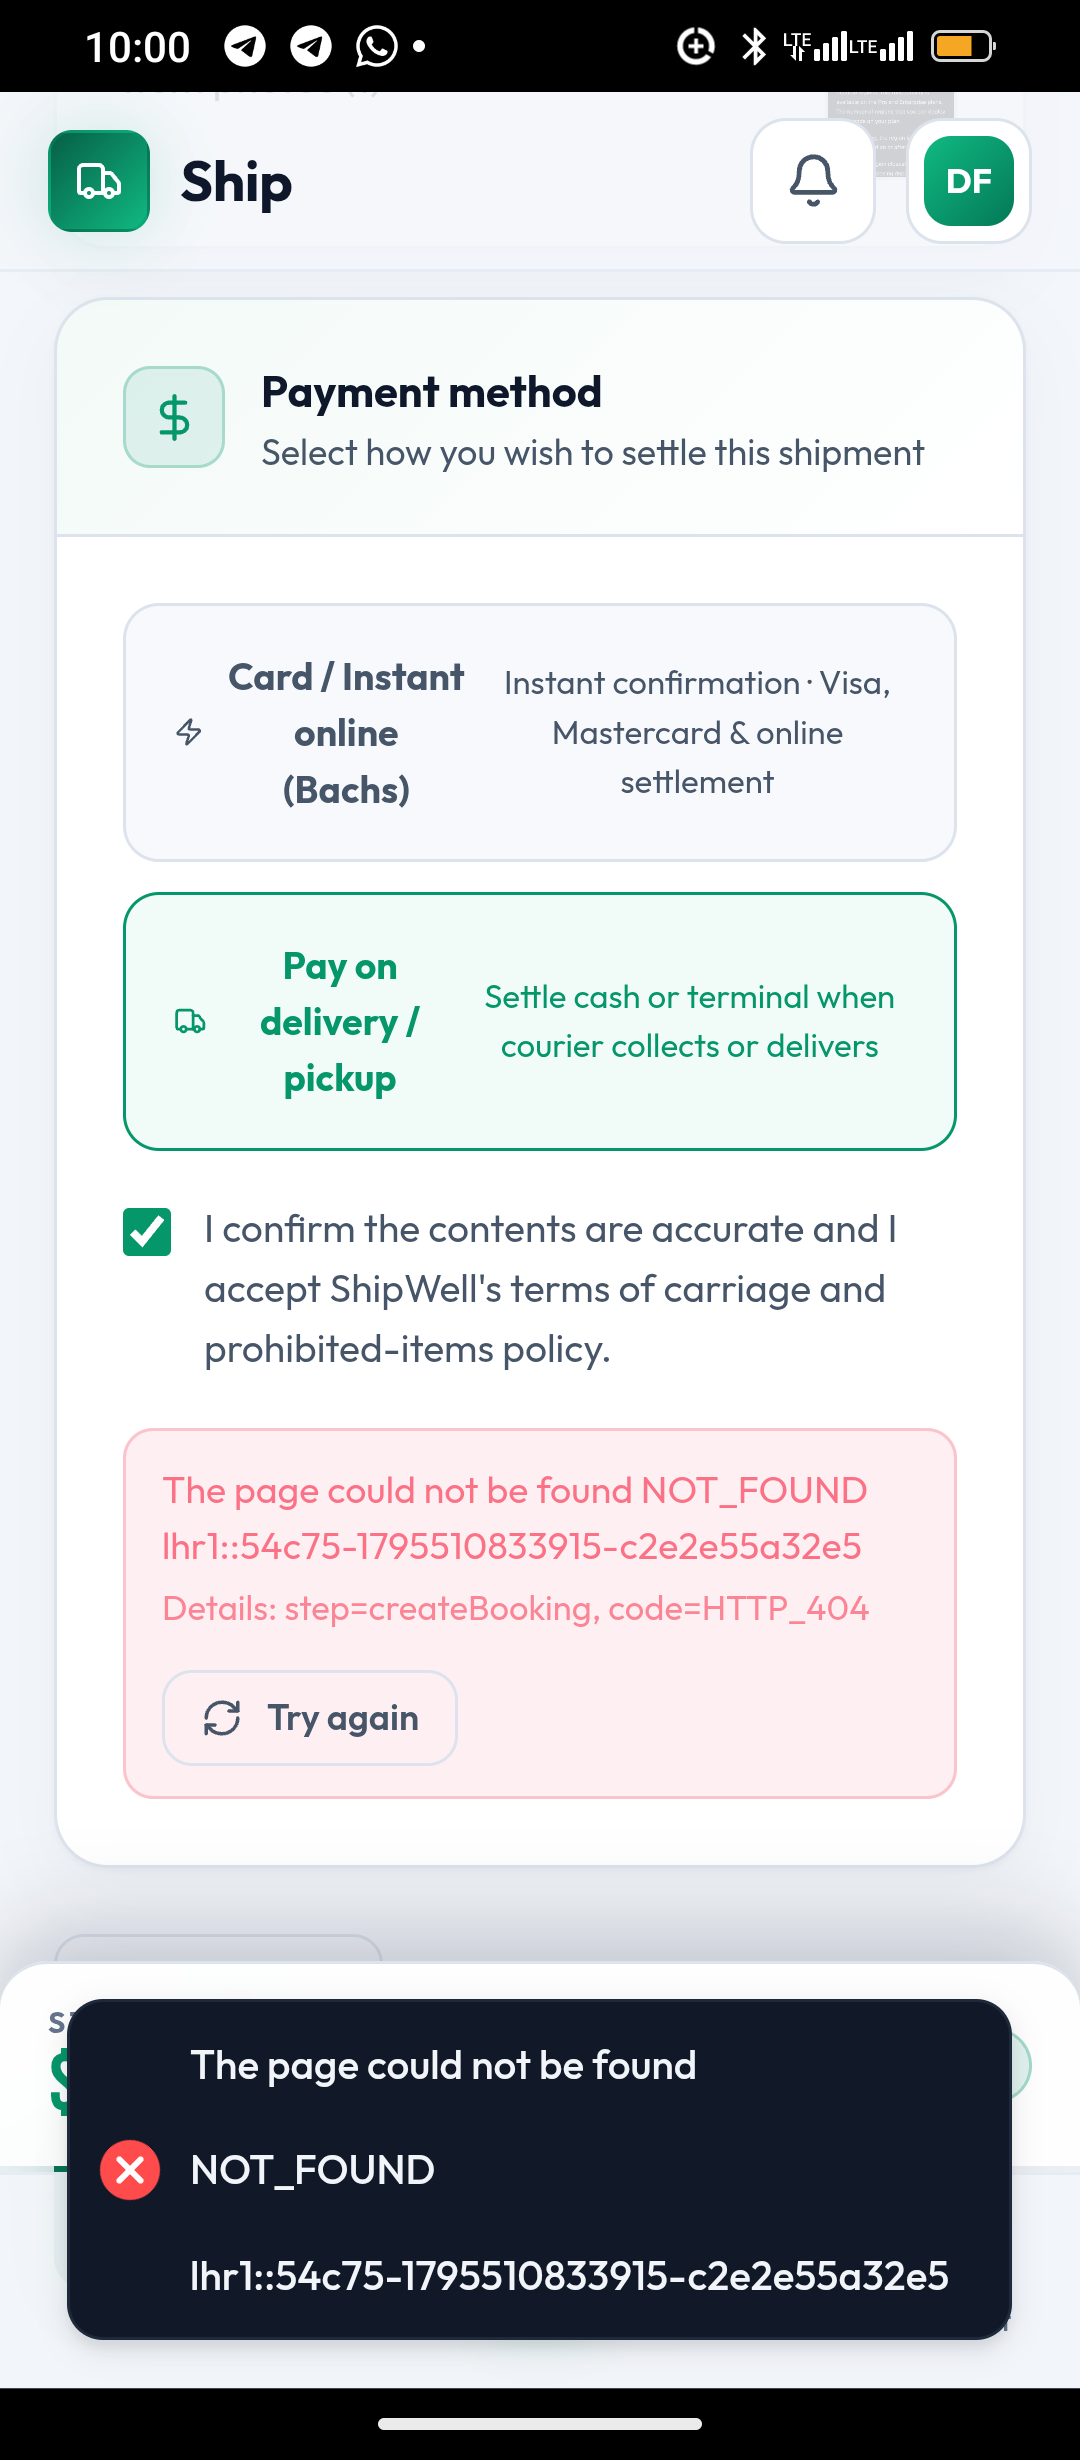 10:00
LTE LTE
Ship
DF
Payment method
Select how you wish to settle this shipment
Card / Instant
online
(Bachs)
Instant confirmation · Visa,
Mastercard & online
settlement
Pay on
delivery /
pickup
Settle cash or terminal when
courier collects or delivers
I confirm the contents are accurate and I
accept ShipWell's terms of carriage and
prohibited-items policy.
The page could not be found NOT_FOUND
lhr1::54c75-1795510833915-c2e2e55a32e5
Details: step=createBooking, code=HTTP_404
Try again
$
The page could not be found
NOT_FOUND
lhr1::54c75-1795510833915-c2e2e55a32e5